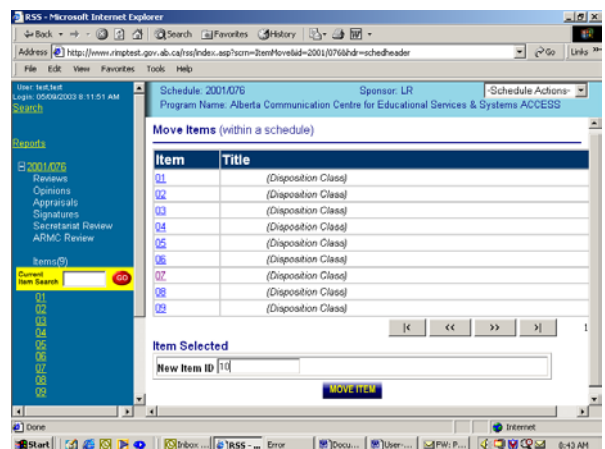 RSS - Microsoft Internet Explorer
Back
Search Favorites History
Address http://www.rimptest.gov.ab.ca/rss/index.asp?scrn=ItemMove&id=2001/076&hdr=schedheader Go Links
File Edit View Favorites Tools Help
User: test,test
Login: 05/09/2003 8:11:51 AM
Search
Reports
2001/076
Reviews
Opinions
Appraisals
Signatures
Secretariat Review
ARMC Review
Items(9)
Current Item Search GO
01
02
03
04
05
06
07
08
09
Schedule: 2001/076 Sponsor: LR -Schedule Actions-
Program Name: Alberta Communication Centre for Educational Services & Systems ACCESS
Move Items (within a schedule)
Item Title
01 (Disposition Class)
02 (Disposition Class)
03 (Disposition Class)
04 (Disposition Class)
05 (Disposition Class)
06 (Disposition Class)
07 (Disposition Class)
08 (Disposition Class)
09 (Disposition Class)
|< << >> >| 1
Item Selected
New Item ID 10
MOVE ITEM
Done Internet
Start Inbox ... RSS - ... Error Docu... User-... FW: P... 8:43 AM